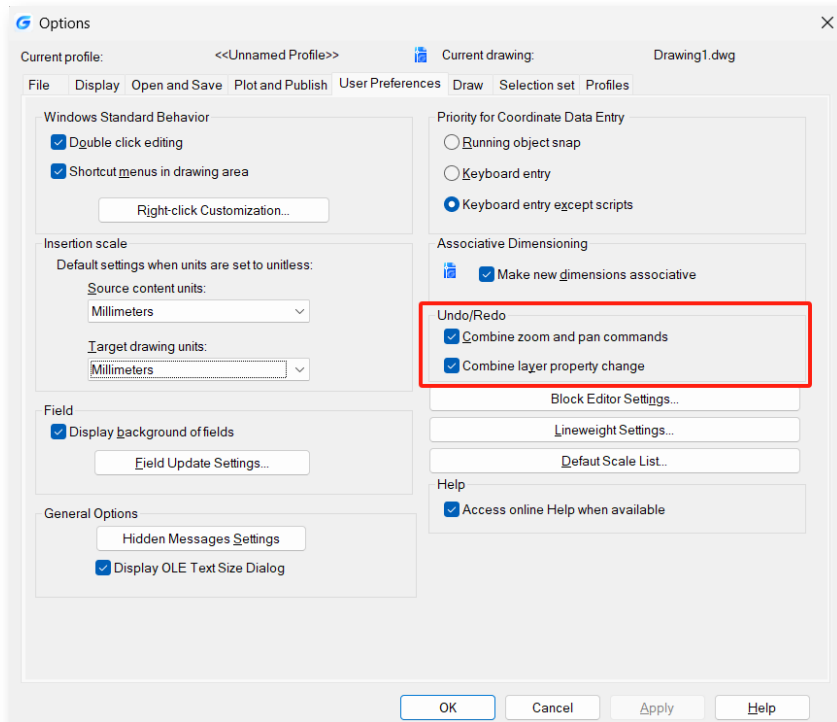 Options
Current profile: <<Unnamed Profile>> Current drawing: Drawing1.dwg
File Display Open and Save Plot and Publish User Preferences Draw Selection set Profiles
Windows Standard Behavior
Double click editing
Shortcut menus in drawing area
Right-click Customization...
Insertion scale
Default settings when units are set to unitless:
Source content units:
Millimeters
Target drawing units:
Millimeters
Field
Display background of fields
Field Update Settings...
General Options
Hidden Messages Settings
Display OLE Text Size Dialog
Priority for Coordinate Data Entry
Running object snap
Keyboard entry
Keyboard entry except scripts
Associative Dimensioning
Make new dimensions associative
Undo/Redo
Combine zoom and pan commands
Combine layer property change
Block Editor Settings...
Lineweight Settings...
Defaut Scale List...
Help
Access online Help when available
OK Cancel Apply Help